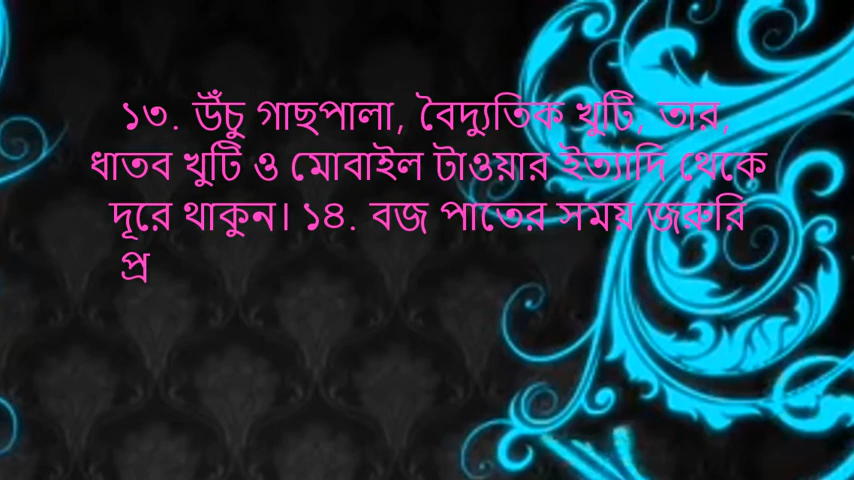 ১৩. উঁচু গাছপালা, বৈদ্যুতিক খুটি, তার,
ধাতব খুটি ও মোবাইল টাওয়ার ইত্যাদি থেকে
দূরে থাকুন। ১৪. বজ পাতের সময় জরুরি
প্র